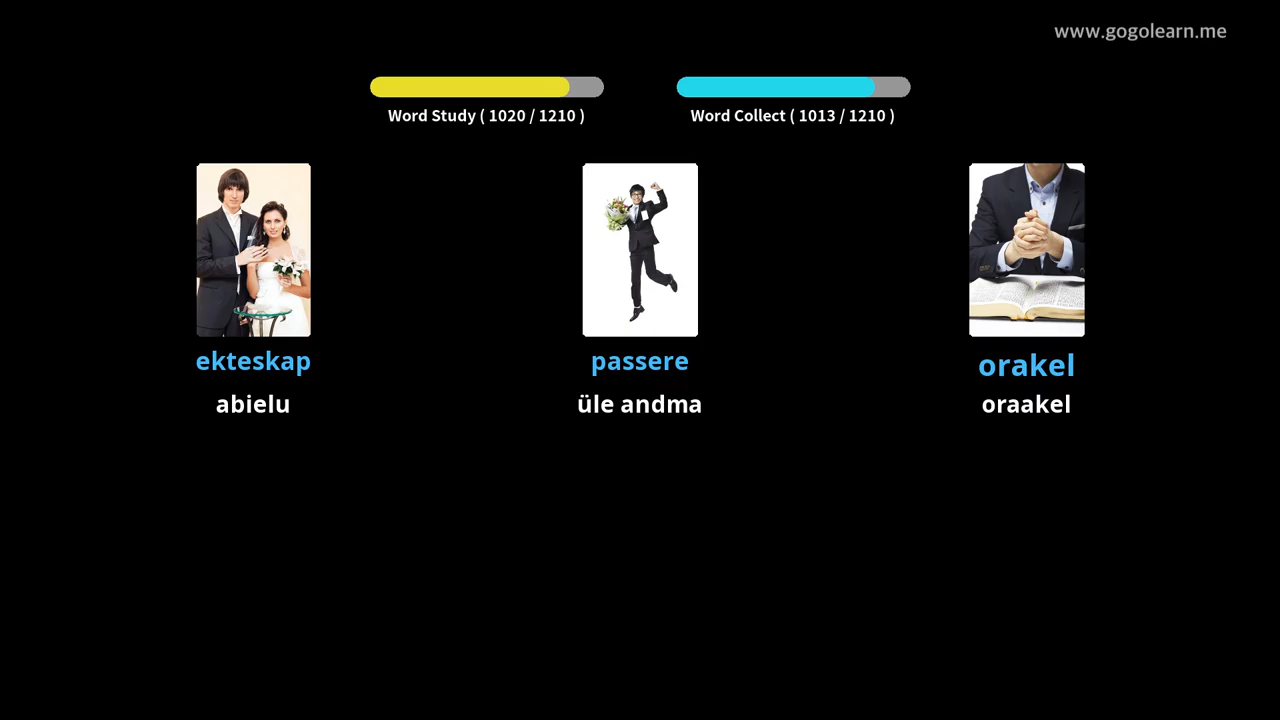 www.gogolearn.me
Word Study ( 1020 / 1210 )
Word Collect ( 1013 / 1210 )
ekteskap
abielu
passere
üle andma
orakel
oraakel